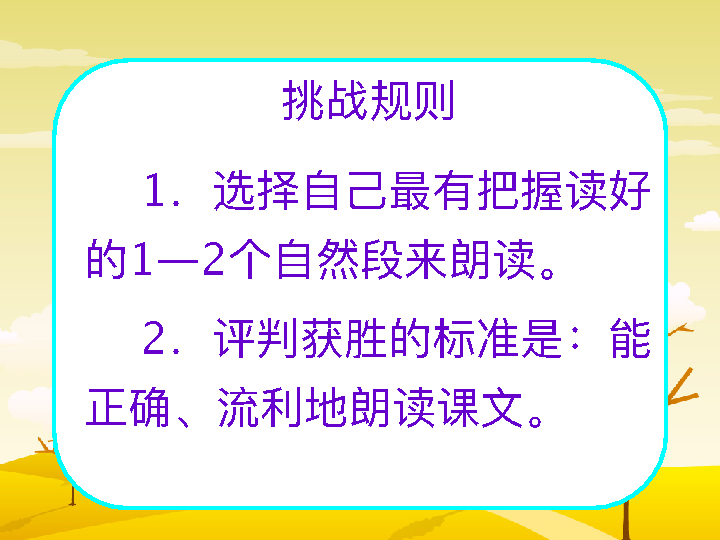 挑战规则
1．选择自己最有把握读好
的1—2个自然段来朗读。
2．评判获胜的标准是：能
正确、流利地朗读课文。